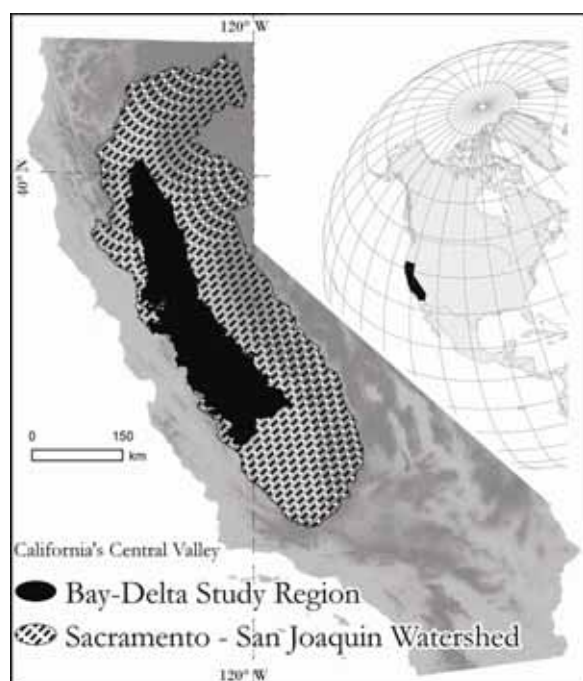 120° W
40° N
0 150
km
California's Central Valley
Bay-Delta Study Region
Sacramento - San Joaquin Watershed
120° W